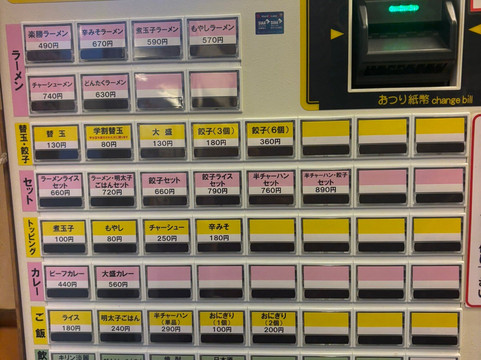 おつり紙幣 change bill
ラーメン
薬膳ラーメン 辛みそラーメン 煮玉子ラーメン もやしラーメン
490円 670円 590円 570円
チャーシューメン どんたくラーメン
740円 630円
替玉・餃子
替玉 学割替玉 大盛 餃子(3個) 餃子(6個)
130円 80円 130円 180円 360円
セット
ラーメンライス ラーメン・明太子 餃子セット 餃子ライス 半チャーハン 半チャーハン・餃子
セット ごはんセット セット セット セット
660円 720円 660円 790円 760円 890円
トッピング
煮玉子 もやし チャーシュー 辛みそ
100円 80円 250円 180円
カレー
ビーフカレー 大盛カレー
440円 560円
ご飯
ライス 明太子ごはん 半チャーハン おにぎり おにぎり
(単品) (1個) (2個)
180円 240円 290円 100円 200円
飲